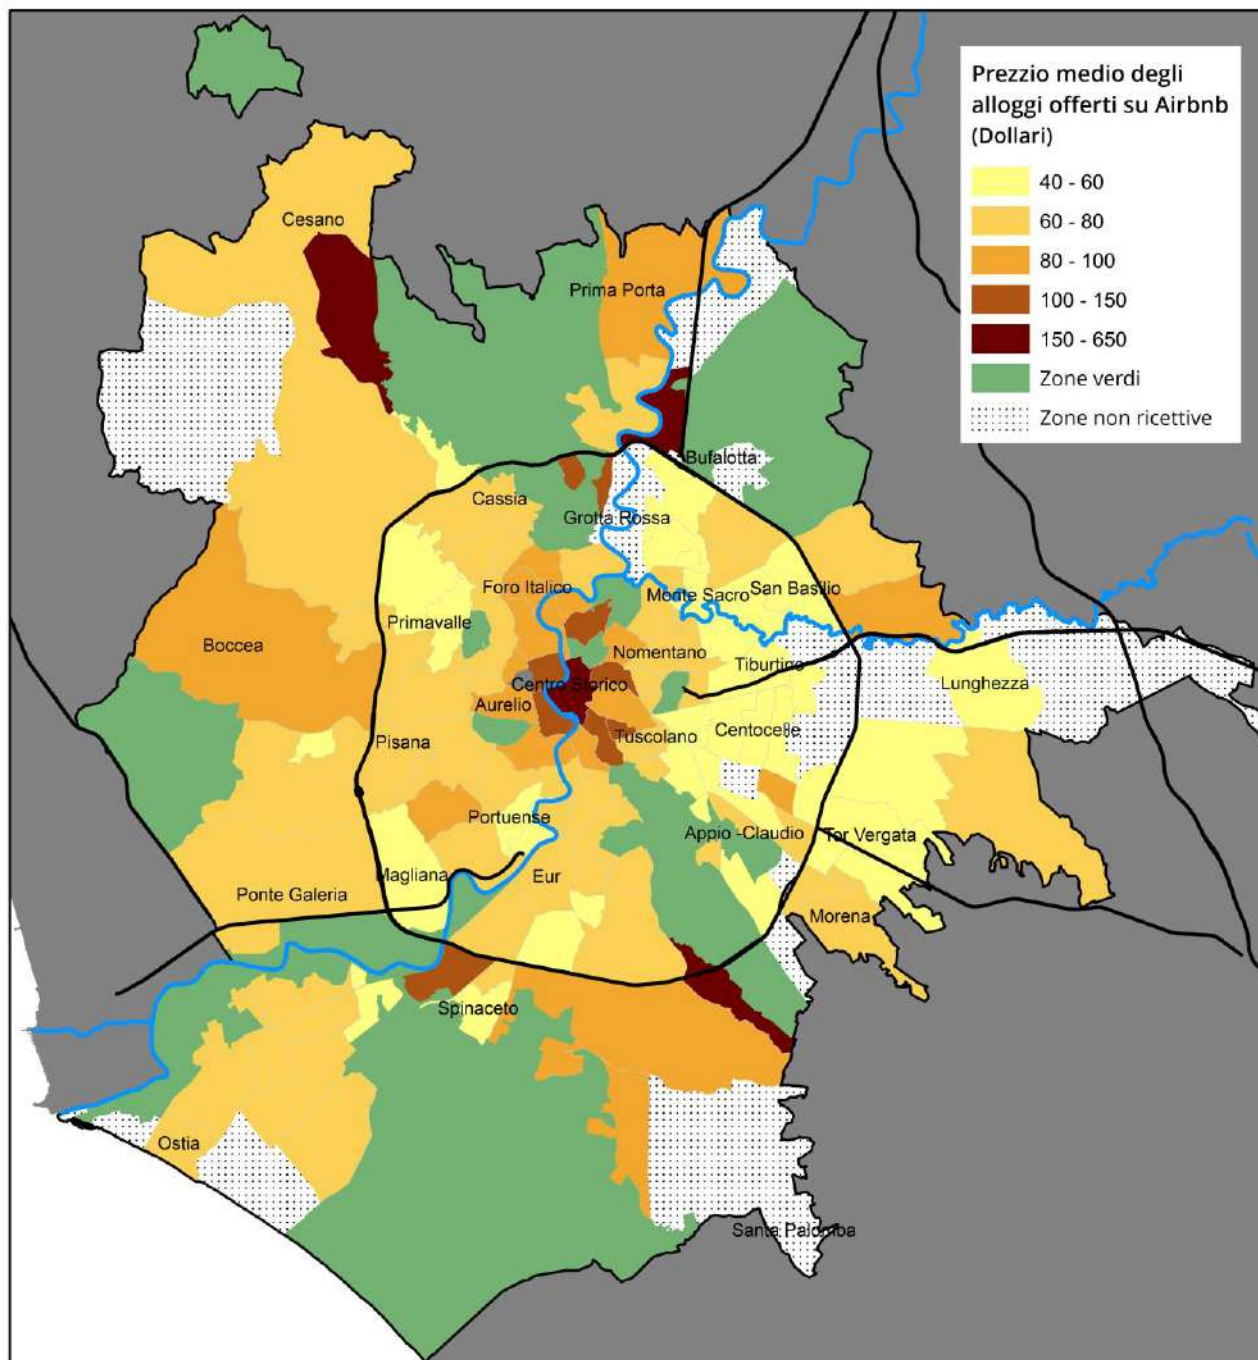 Prezzo medio degli
alloggi offerti su Airbnb
(Dollari)
40 - 60
60 - 80
80 - 100
100 - 150
150 - 650
Zone verdi
Zone non ricettive
Cesano
Prima Porta
Bufalotta
Cassia
Grotta Rossa
Foro Italico
Monte Sacro
San Basilio
Primavalle
Boccea
Nomentano
Tiburtino
Centro Storico
Lunghezza
Aurelio
Tuscolano
Centocelle
Pisana
Portuense
Appio -Claudio
Tor Vergata
Magliana
Eur
Ponte Galeria
Morena
Spinaceto
Ostia
Santa Palomba